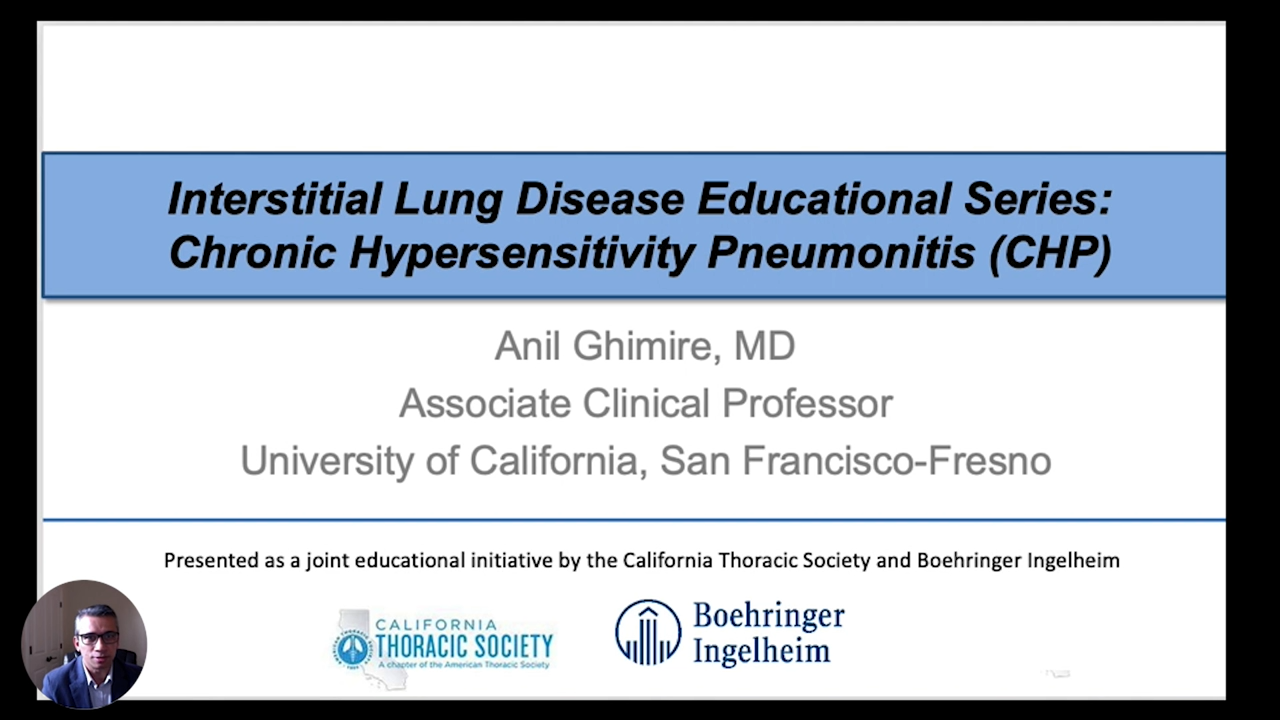 Interstitial Lung Disease Educational Series:
Chronic Hypersensitivity Pneumonitis (CHP)
Anil Ghimire, MD
Associate Clinical Professor
University of California, San Francisco-Fresno
Presented as a joint educational initiative by the California Thoracic Society and Boehringer Ingelheim
CALIFORNIA
THORACIC SOCIETY
A chapter of the American Thoracic Society
Boehringer
Ingelheim